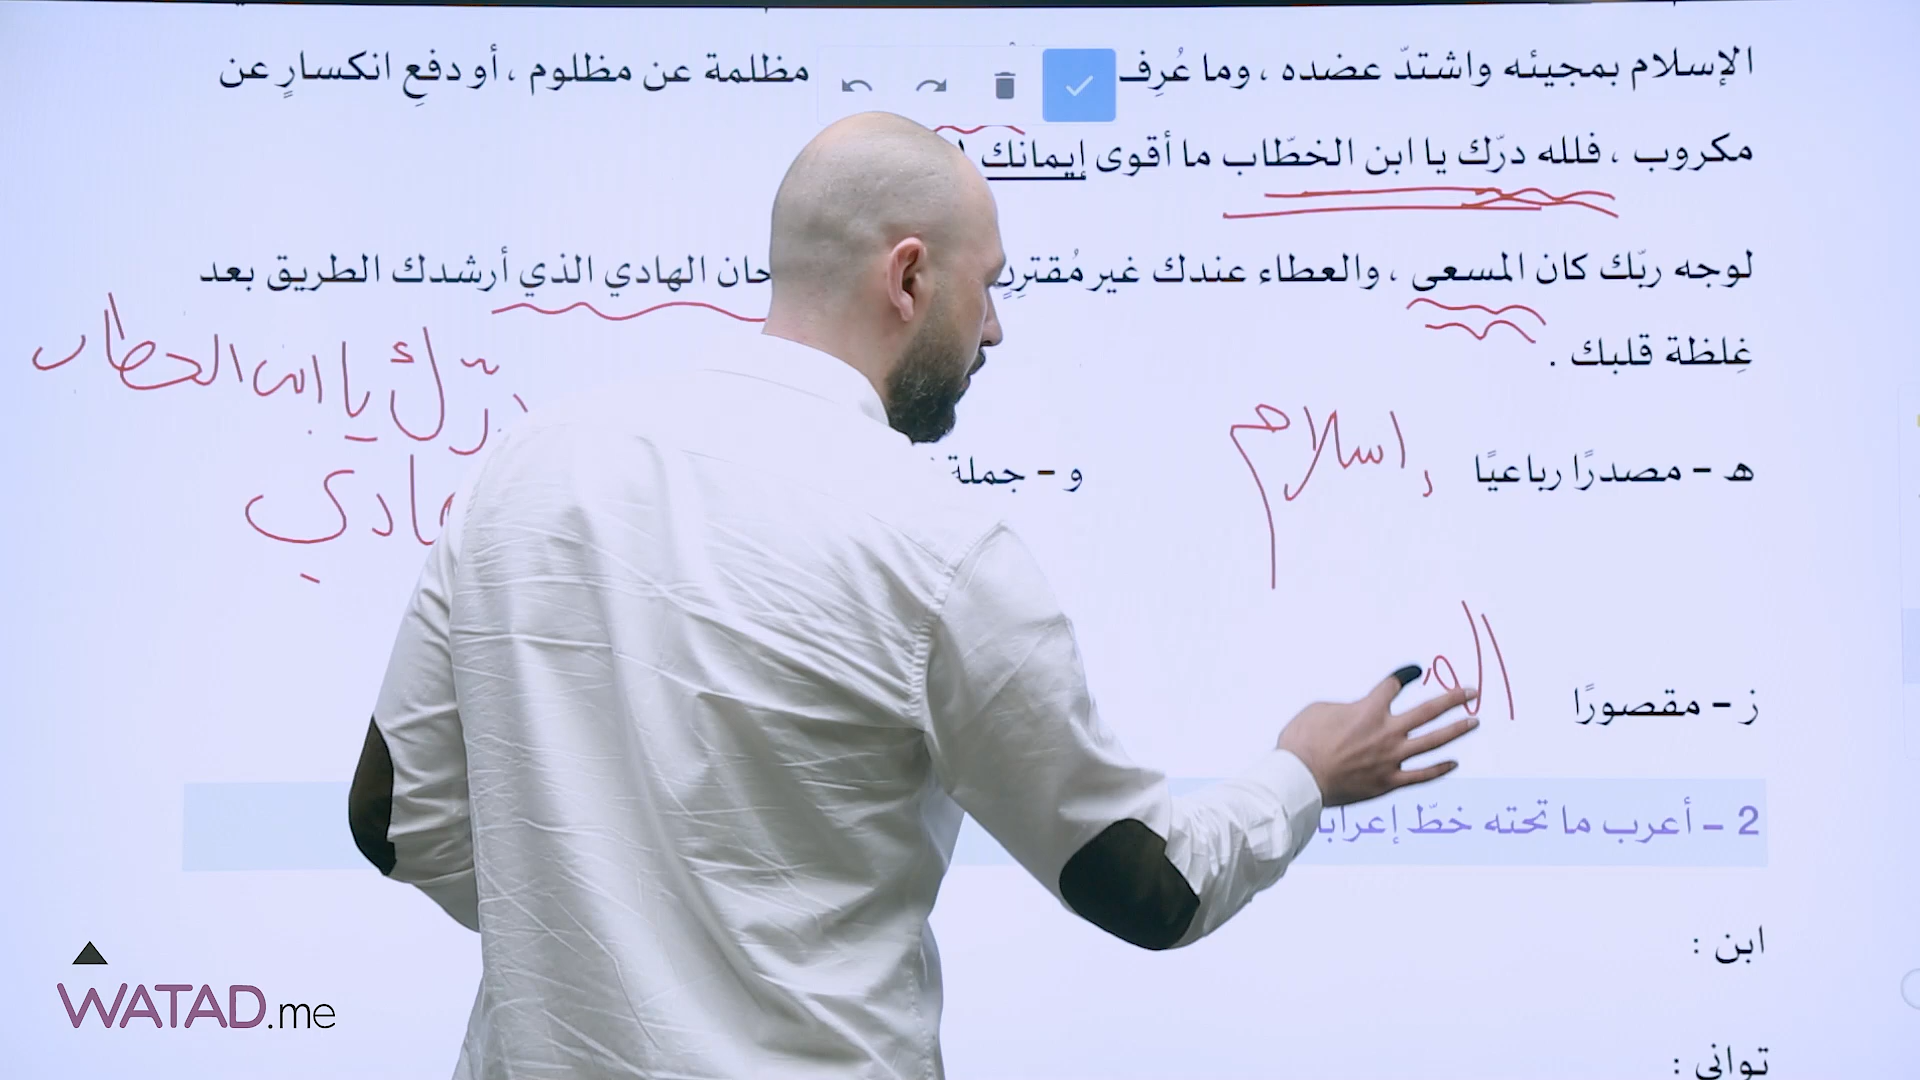 الإسلام بمجيئه واشتدّ عضده ، وما عُرِف مظلمة عن مظلوم ، أو دفعِ انكسارٍ عن
مكروب ، فلله درّك يا ابن الخطّاب ما أقوى إيمانك
لوجه ربّك كان المسعى ، والعطاء عندك غير مُقترِنٍ الهادي الذي أرشدك الطريق بعد
غِلظة قلبك .
درّك يا ابن الخطاب
هـ - مصدرًا رباعيًا إسلام
و - جملة
ز - مقصورًا
2 - أعرب ما تحته خطّ إعرابا
ابن :
تواني :
WATAD.me